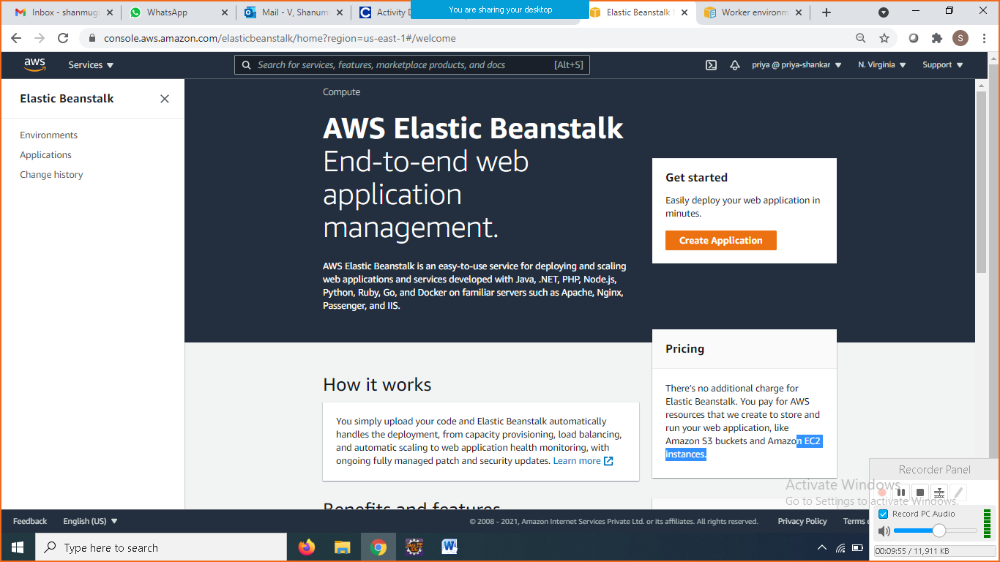 Inbox - shanmugi
WhatsApp
Mail - V, Shanum
Activity D
You are sharing your desktop
Elastic Beanstalk
Worker environm
console.aws.amazon.com/elasticbeanstalk/home?region=us-east-1#/welcome
S
aws
Services
Search for services, features, marketplace products, and docs
[Alt+S]
priya @ priya-shankar
N. Virginia
Support
Elastic Beanstalk
Environments
Applications
Change history
Compute
AWS Elastic Beanstalk
End-to-end web
application
management.
AWS Elastic Beanstalk is an easy-to-use service for deploying and scaling
web applications and services developed with Java, .NET, PHP, Node.js,
Python, Ruby, Go, and Docker on familiar servers such as Apache, Nginx,
Passenger, and IIS.
Get started
Easily deploy your web application in
minutes.
Create Application
How it works
You simply upload your code and Elastic Beanstalk automatically
handles the deployment, from capacity provisioning, load balancing,
and automatic scaling to web application health monitoring, with
ongoing fully managed patch and security updates. Learn more
Benefits and features
Pricing
There's no additional charge for
Elastic Beanstalk. You pay for AWS
resources that we create to store and
run your web application, like
Amazon S3 buckets and Amazon EC2
instances.
Activate Windows
Go to Settings to activate Windows.
Recorder Panel
Record PC Audio
00:09:55 / 11,911 KB
Feedback
English (US)
© 2008 - 2021, Amazon Internet Services Private Ltd. or its affiliates. All rights reserved.
Privacy Policy
Terms
Type here to search